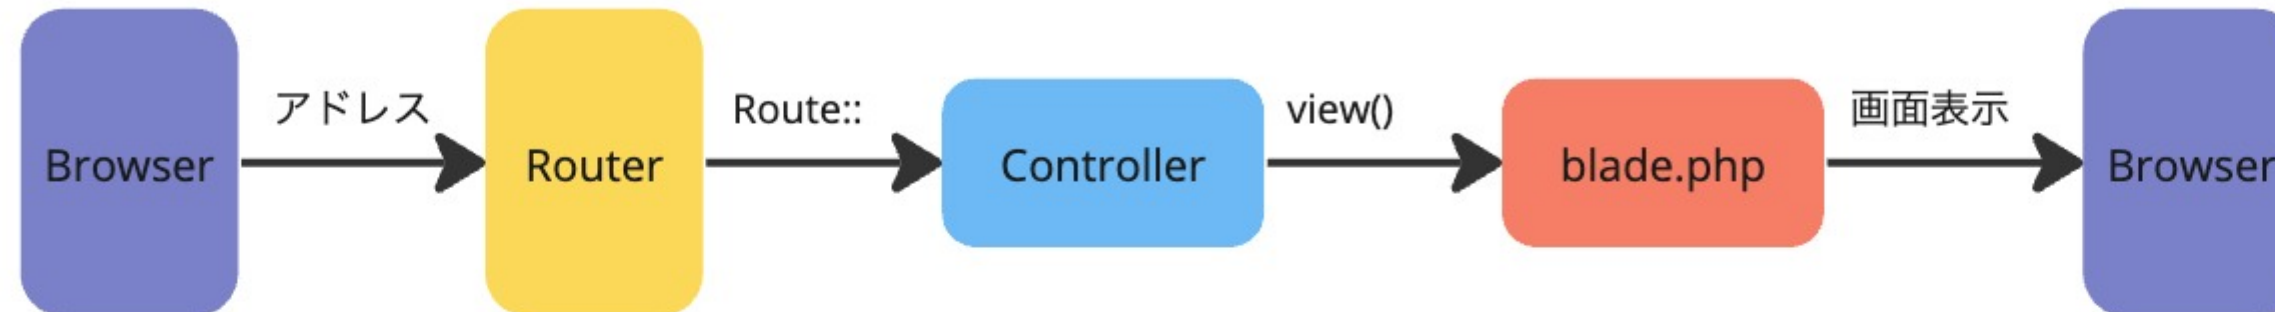 Browser
アドレス
Router
Route::
Controller
view()
blade.php
画面表示
Browser